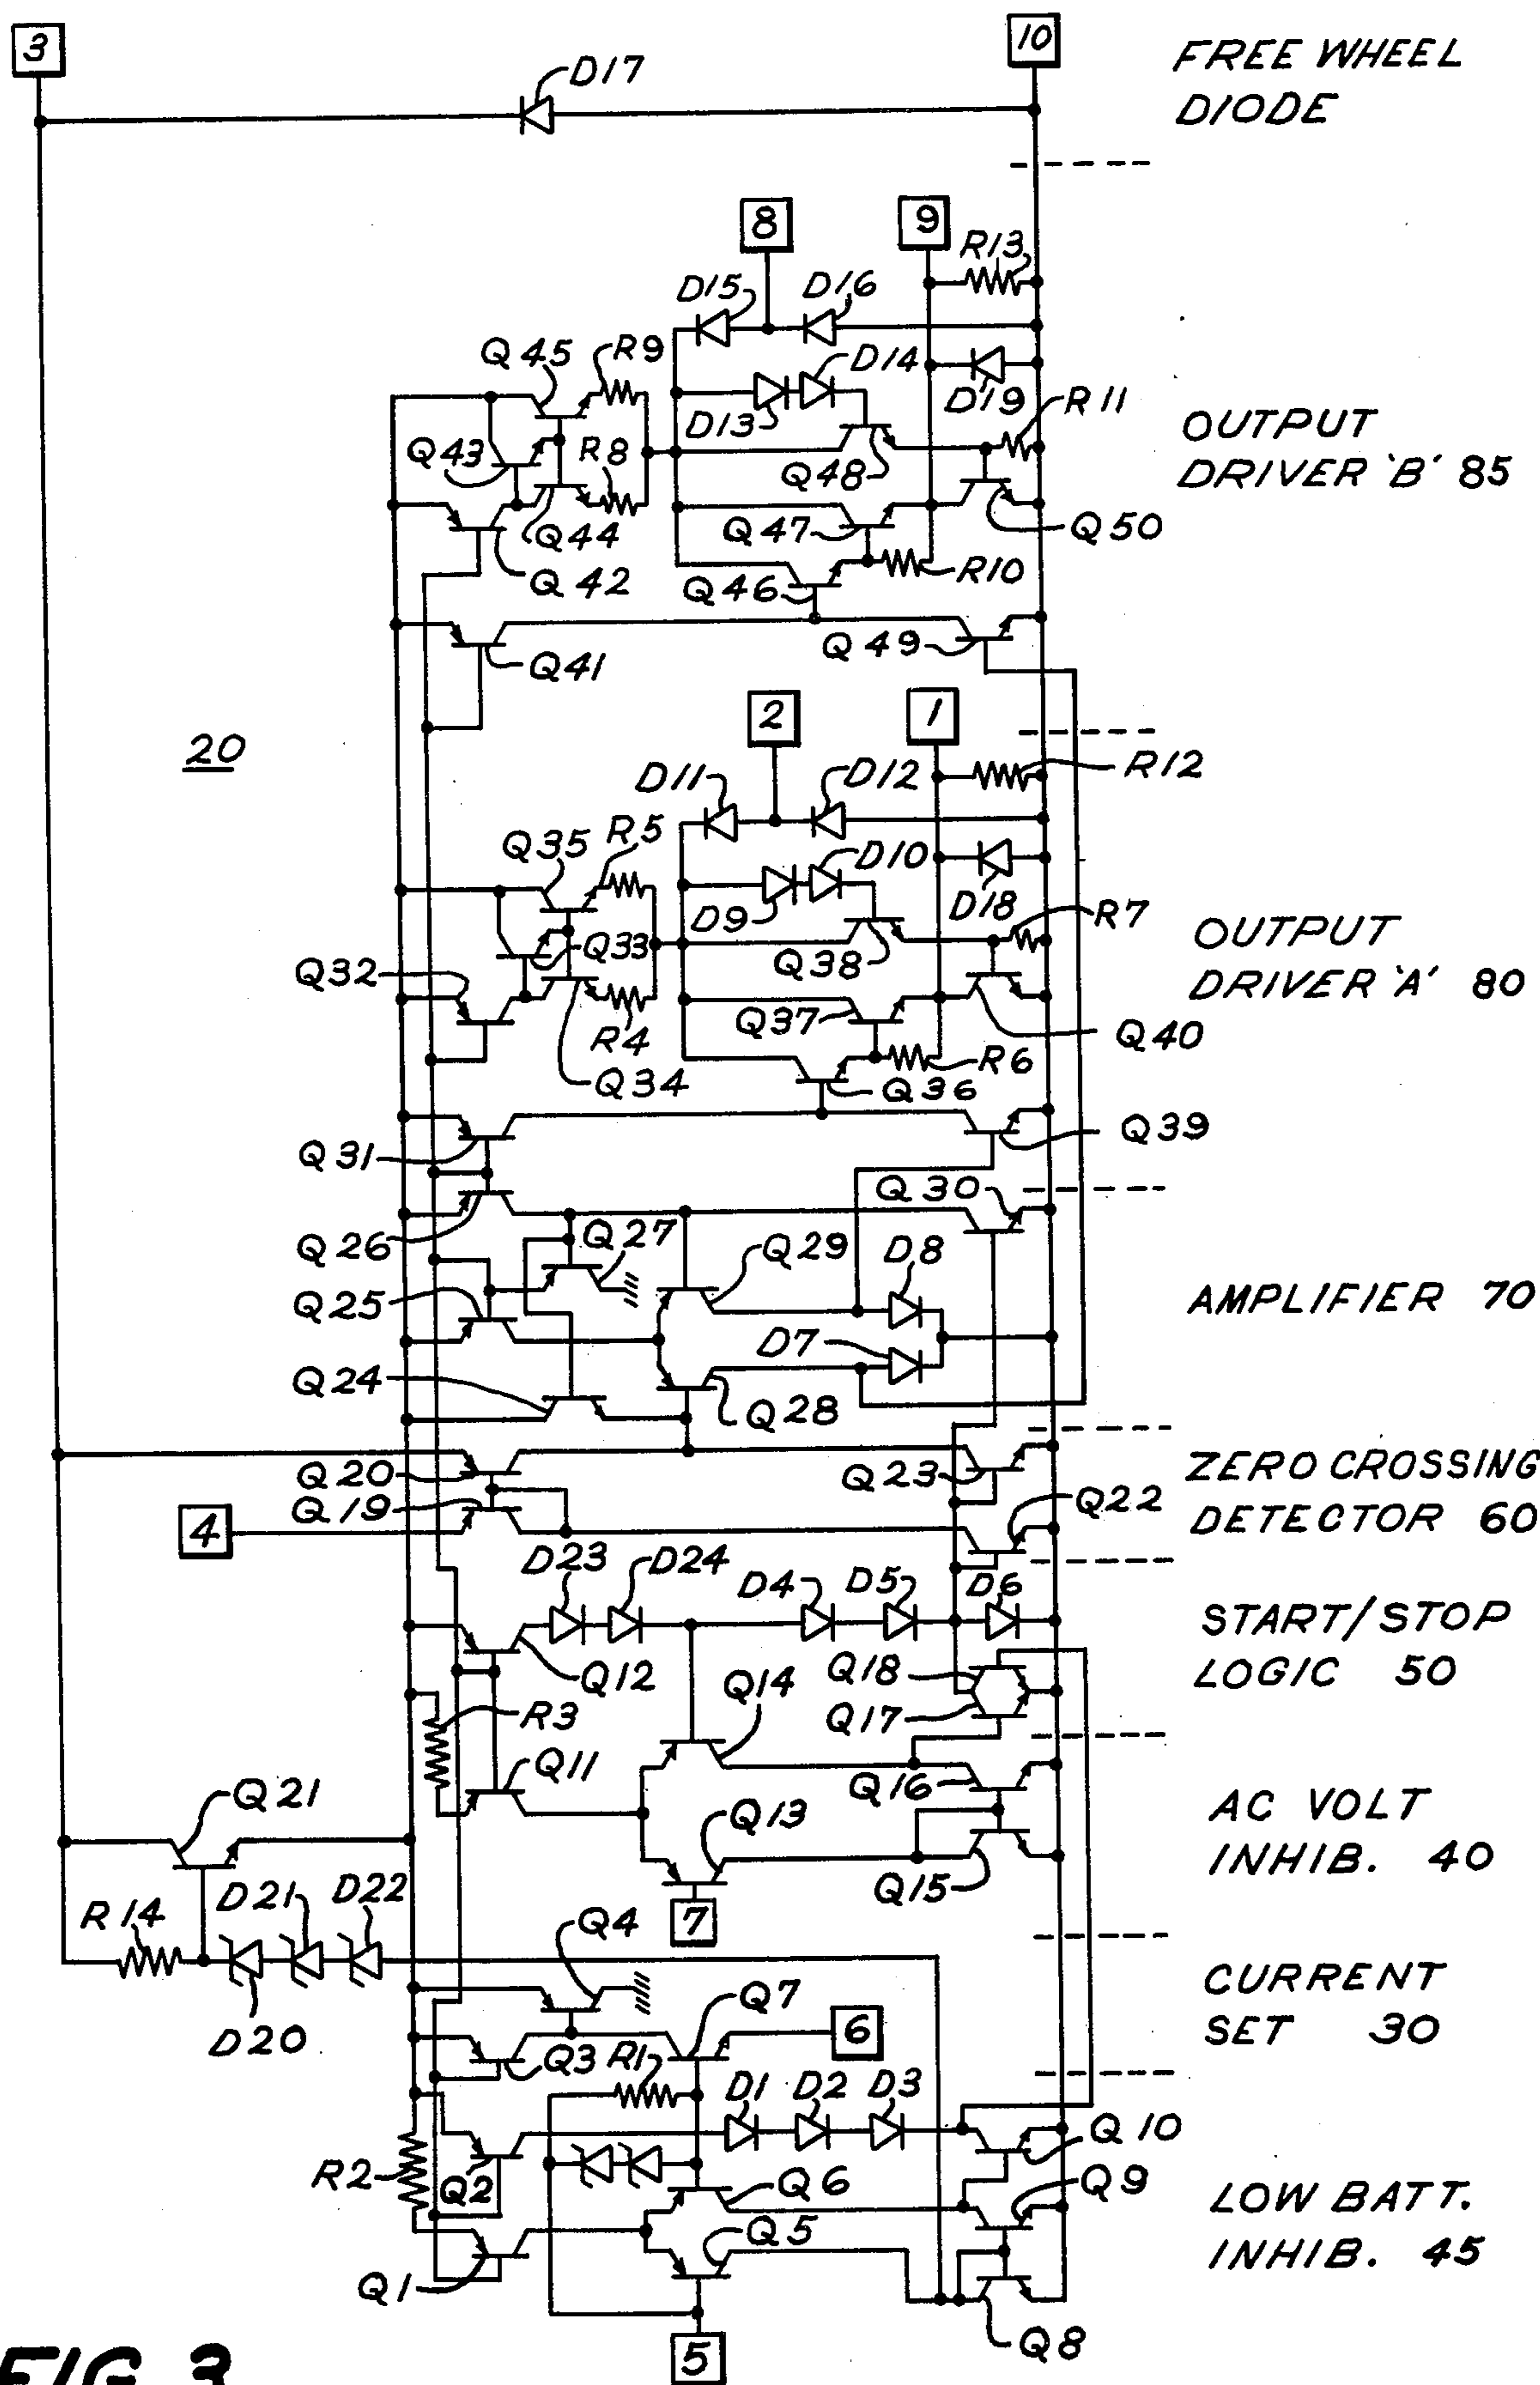 3
10
FREE WHEEL
DIODE
D17
8
9
R13
D15
D16
Q45
R9
D14
D19
R11
D13
OUTPUT
DRIVER 'B' 85
Q43
R8
Q48
Q44
Q47
Q50
Q42
Q46
R10
Q41
Q49
20
2
1
R12
D11
D12
Q35
R5
D10
D18
R7
D9
OUTPUT
DRIVER 'A' 80
Q32
Q33
Q38
R4
Q37
Q40
Q34
R6
Q36
Q31
Q39
Q30
Q26
Q27
Q29
D8
Q25
AMPLIFIER 70
D7
Q24
Q28
Q20
Q23
ZERO CROSSING
DETECTOR 60
Q19
Q22
4
D23
D24
D4
D5
D6
START/STOP
LOGIC 50
Q12
Q14
Q18
R3
Q17
Q11
Q16
Q21
Q13
AC VOLT
INHIB. 40
Q15
R14
D21
D22
7
Q4
CURRENT
SET 30
D20
Q7
6
Q3
R1
D1
D2
D3
Q10
R2
Q2
Q6
Q9
Q5
LOW BATT.
INHIB. 45
Q1
Q8
5
FIG. 3